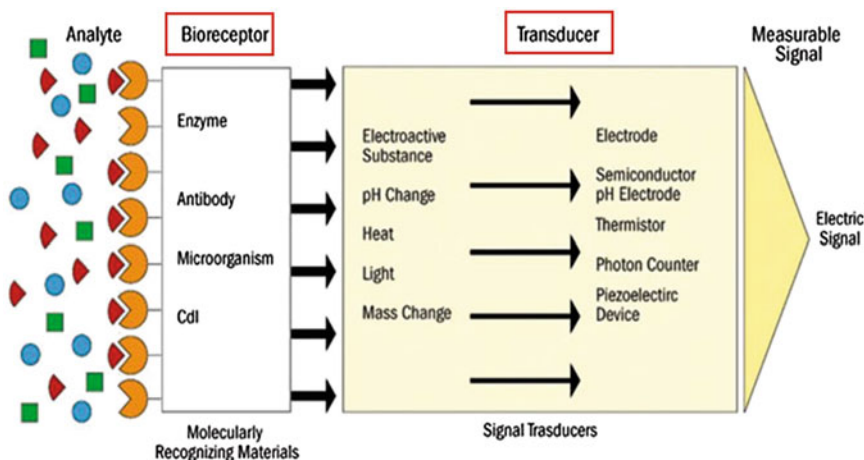 Analyte
Bioreceptor
Transducer
Measurable
Signal
Enzyme
Antibody
Microorganism
Cdl
Electroactive
Substance
pH Change
Heat
Light
Mass Change
Electrode
Semiconductor
pH Electrode
Thermistor
Photon Counter
Piezoelectirc
Device
Electric
Signal
Molecularly
Recognizing Materials
Signal Trasducers